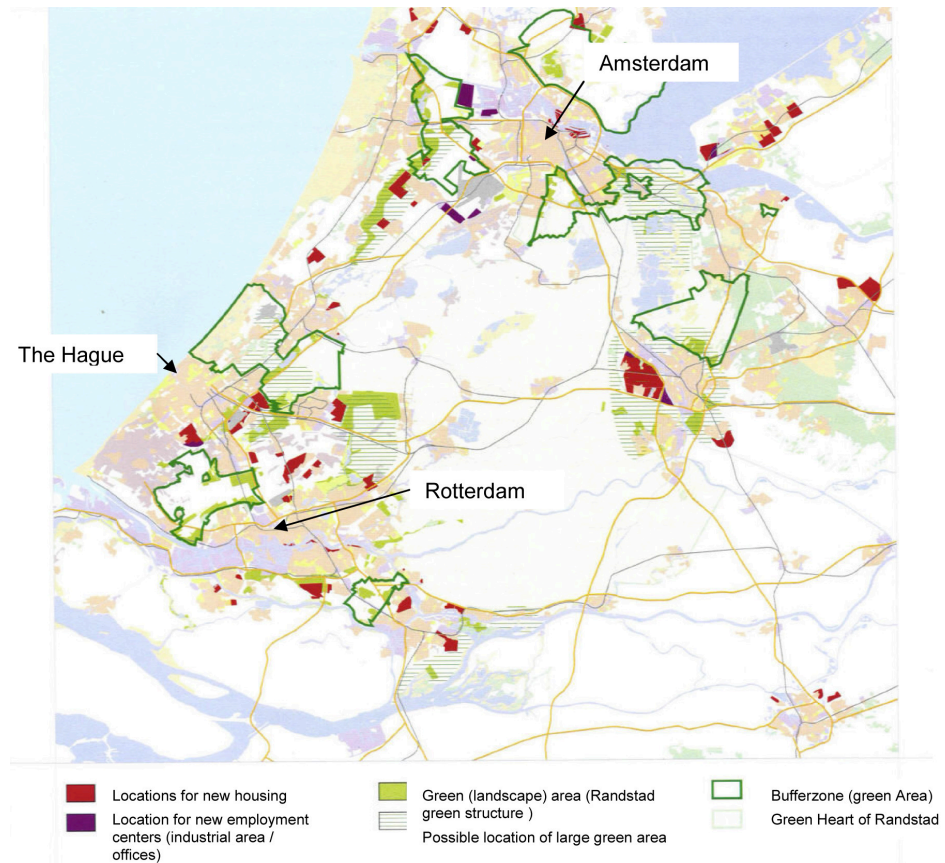 Amsterdam
The Hague
Rotterdam
Locations for new housing
Location for new employment
centers (industrial area /
offices)
Green (landscape) area (Randstad
green structure )
Possible location of large green area
Bufferzone (green Area)
Green Heart of Randstad